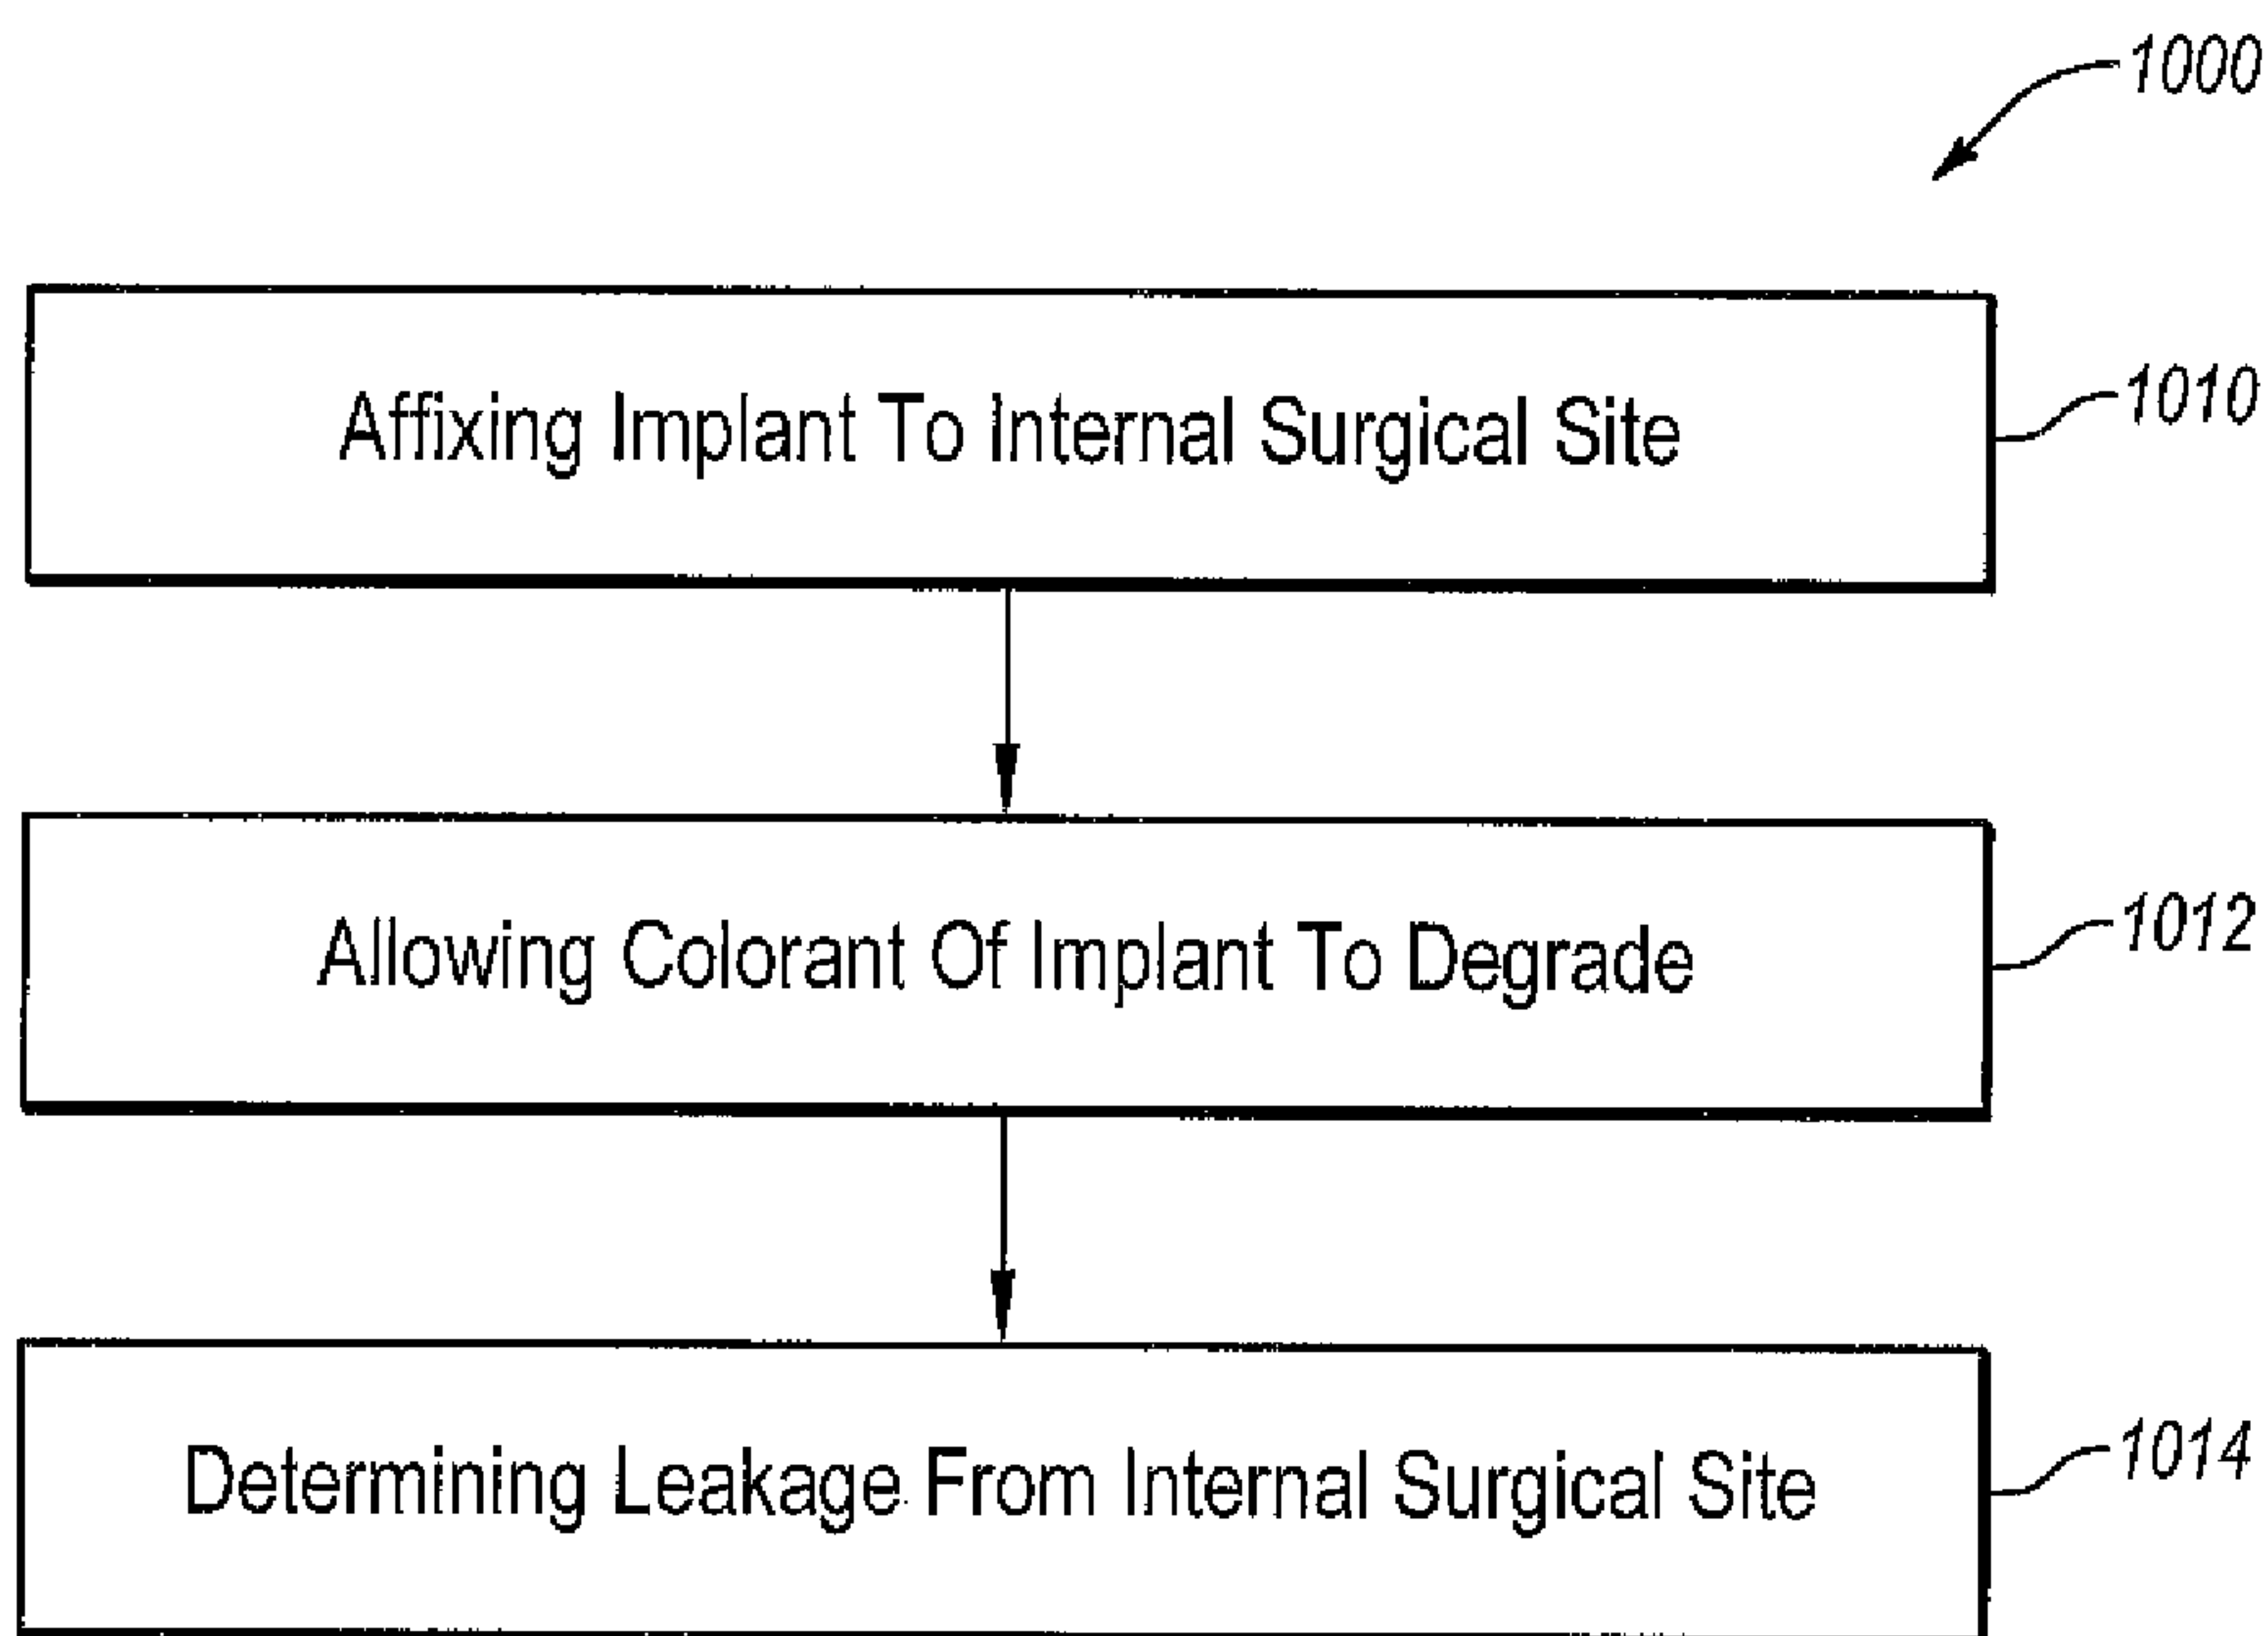 1000
Affixing Implant To Internal Surgical Site
1010
Allowing Colorant Of Implant To Degrade
1012
Determining Leakage From Internal Surgical Site
1014